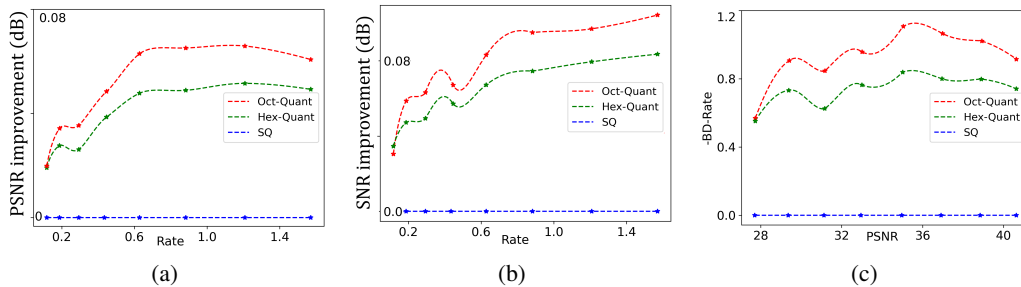 PSNR improvement (dB)
0.08
0
Oct-Quant
Hex-Quant
SQ
0.2 0.6 1.0 1.4
Rate
(a)
SNR improvement (dB)
0.08
0.0
Oct-Quant
Hex-Quant
SQ
0.2 0.6 1.0 1.4
Rate
(b)
-BD-Rate
1.2
0.8
0.4
0.0
Oct-Quant
Hex-Quant
SQ
28 32 36 40
PSNR
(c)